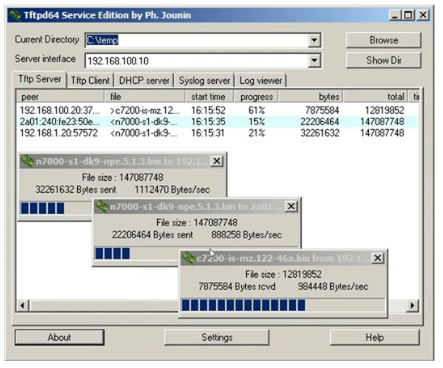 Tftpd64 Service Edition by Ph. Jounin
Current Directory C:\temp Browse
Server interface 192.168.100.10 Show Dir
Tftp Server Tftp Client DHCP server Syslog server Log viewer
peer file start time progress bytes total
192.168.100.20:37... >c7200-is-mz.12... 16:15:52 61% 7875584 12819852
2a01:240:fe23:50e... <n7000-s1-dk9-... 16:15:35 15% 22206464 147087748
192.168.1.20:57572 <n7000-s1-dk9-... 16:15:31 21% 32261632 147087748
n7000-s1-dk9-npe.5.1.3.bin to 192.1...
File size : 147087748
32261632 Bytes sent 1112470 Bytes/sec
n7000-s1-dk9-npe.5.1.3.bin to 2a01:...
File size : 147087748
22206464 Bytes sent 888258 Bytes/sec
c7200-is-mz.122-46a.bin from 192.1...
File size : 12819852
7875584 Bytes rcvd 984448 Bytes/sec
About Settings Help